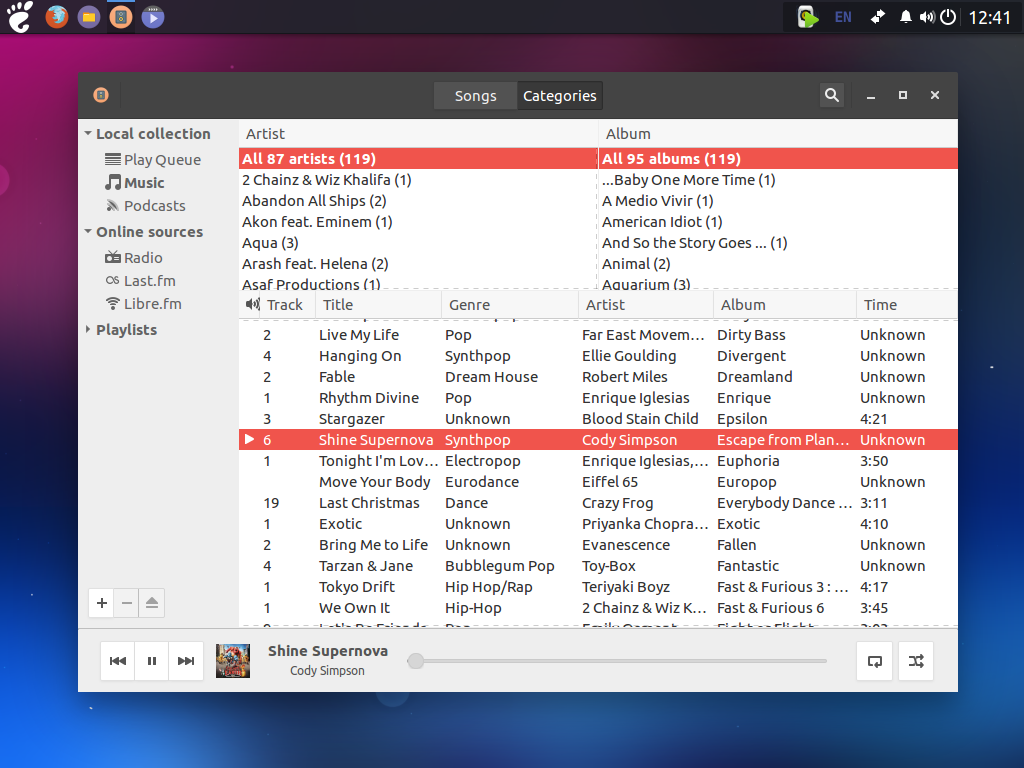 EN
12:41
Songs
Categories
Local collection
Play Queue
Music
Podcasts
Online sources
Radio
Last.fm
Libre.fm
Playlists
Artist
Album
All 87 artists (119)
All 95 albums (119)
2 Chainz & Wiz Khalifa (1)
...Baby One More Time (1)
Abandon All Ships (2)
A Medio Vivir (1)
Akon feat. Eminem (1)
American Idiot (1)
Aqua (3)
And So the Story Goes ... (1)
Arash feat. Helena (2)
Animal (2)
Asaf Productions (1)
Aquarium (3)
Track Title Genre Artist Album Time
2 Live My Life Pop Far East Movem... Dirty Bass Unknown
4 Hanging On Synthpop Ellie Goulding Divergent Unknown
2 Fable Dream House Robert Miles Dreamland Unknown
1 Rhythm Divine Pop Enrique Iglesias Enrique Unknown
3 Stargazer Unknown Blood Stain Child Epsilon 4:21
6 Shine Supernova Synthpop Cody Simpson Escape from Plan... Unknown
1 Tonight I'm Lov... Electropop Enrique Iglesias,... Euphoria 3:50
Move Your Body Eurodance Eiffel 65 Europop Unknown
19 Last Christmas Dance Crazy Frog Everybody Dance ... 3:11
1 Exotic Unknown Priyanka Chopra... Exotic 4:10
2 Bring Me to Life Unknown Evanescence Fallen Unknown
4 Tarzan & Jane Bubblegum Pop Toy-Box Fantastic Unknown
1 Tokyo Drift Hip Hop/Rap Teriyaki Boyz Fast & Furious 3 : ... 4:17
1 We Own It Hip-Hop 2 Chainz & Wiz K... Fast & Furious 6 3:45
Shine Supernova
Cody Simpson